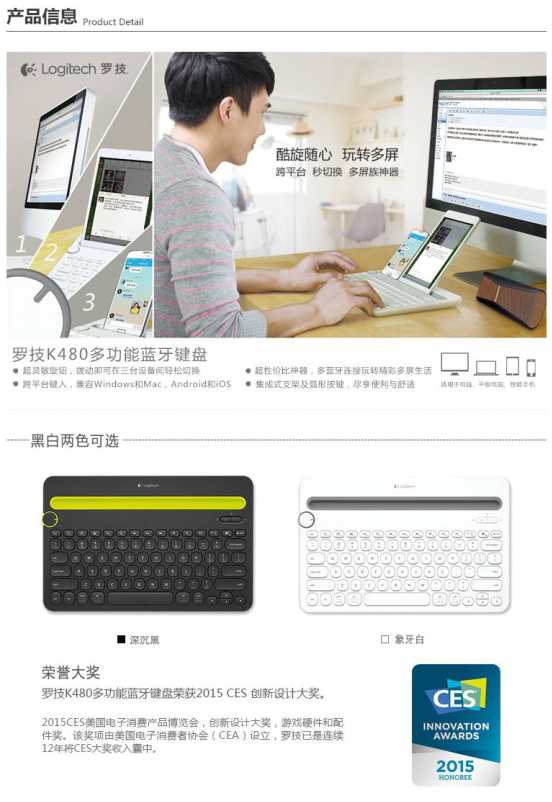 产品信息 Product Detail
Logitech 罗技
酷旋随心 玩转多屏
跨平台 秒切换 多屏族神器
1
2
3
罗技K480多功能蓝牙键盘
超灵敏旋钮，拨动即可在三台设备间轻松切换
超性价比神器，多蓝牙连接玩转精彩多屏生活
跨平台键入，兼容Windows和Mac，Android和iOS
集成式支架及弧形按键，尽享便利与舒适
适用于电脑、平板电脑、智能手机
黑白两色可选
Logitech
Logitech
深沉黑
象牙白
荣誉大奖
罗技K480多功能蓝牙键盘荣获2015 CES 创新设计大奖。
2015CES美国电子消费产品博览会，创新设计大奖，游戏硬件和配
件奖。该奖项由美国电子消费者协会（CEA）设立，罗技已是连续
12年将CES大奖收入囊中。
CES
INNOVATION
AWARDS
2015
HONOREE